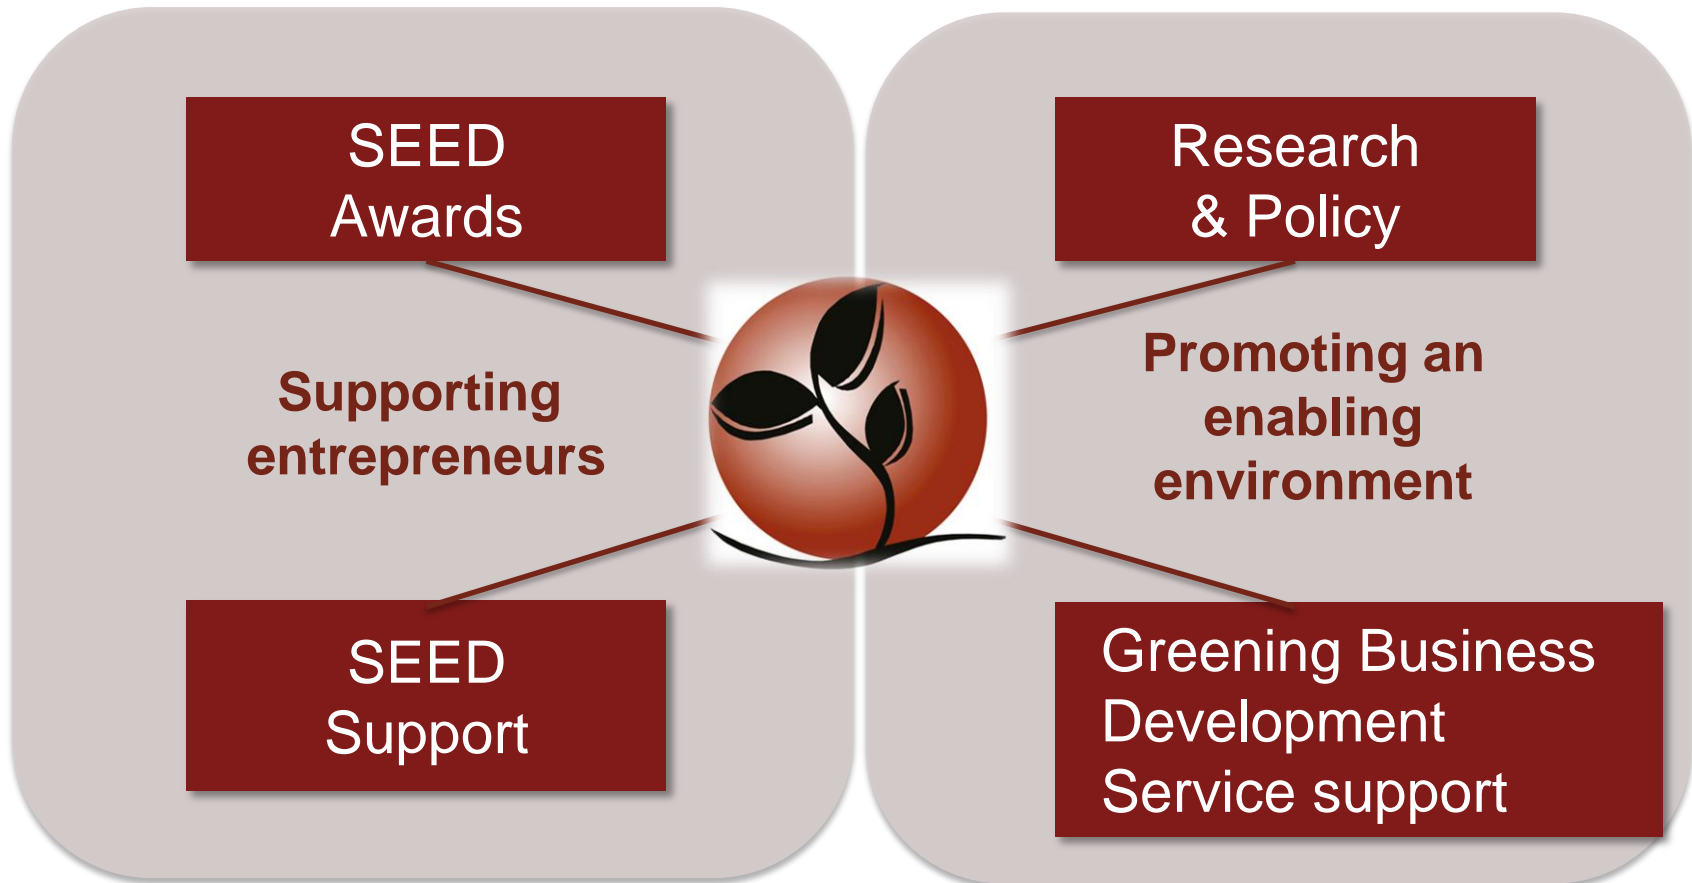 SEED
Awards
Supporting
entrepreneurs
SEED
Support
Research
& Policy
Promoting an
enabling
environment
Greening Business
Development
Service support